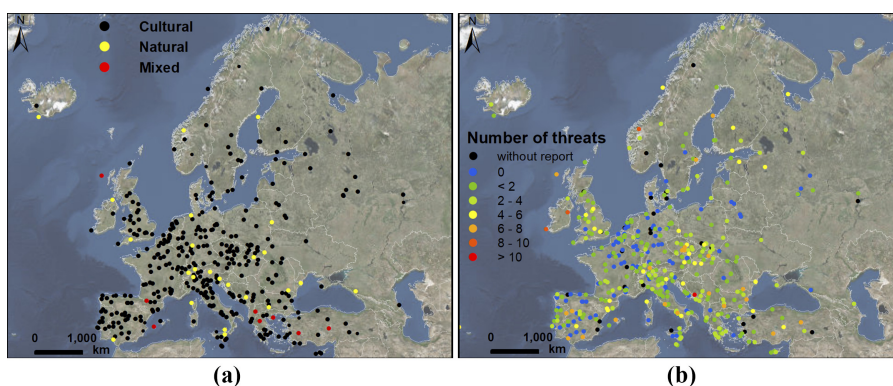 N
Cultural
Natural
Mixed
0 1,000
km
(a)
N
Number of threats
without report
0
< 2
2 - 4
4 - 6
6 - 8
8 - 10
> 10
0 1,000
km
(b)